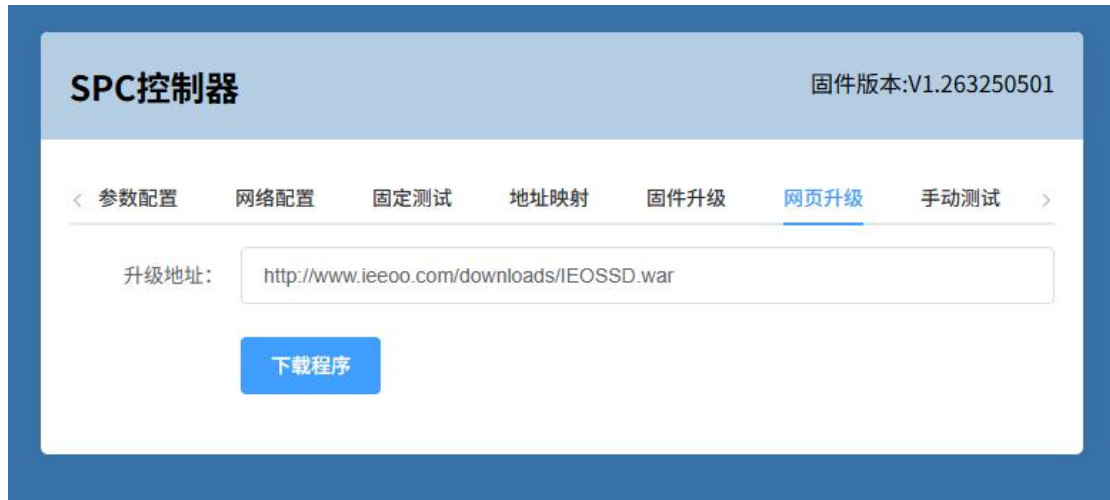 SPC控制器
固件版本:V1.263250501
参数配置 网络配置 固定测试 地址映射 固件升级 网页升级 手动测试
升级地址: http://www.ieeoo.com/downloads/IEOSSD.war
下载程序